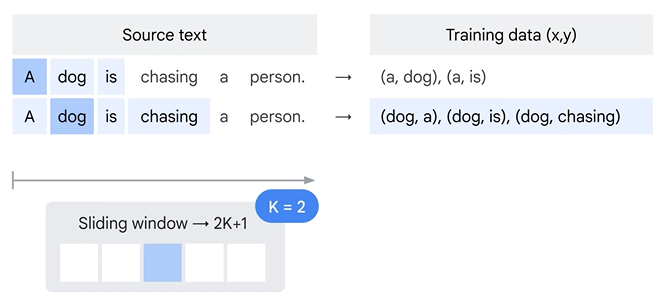 Source text Training data (x,y)
A dog is chasing a person. → (a, dog), (a, is)
A dog is chasing a person. → (dog, a), (dog, is), (dog, chasing)
K = 2
Sliding window → 2K+1